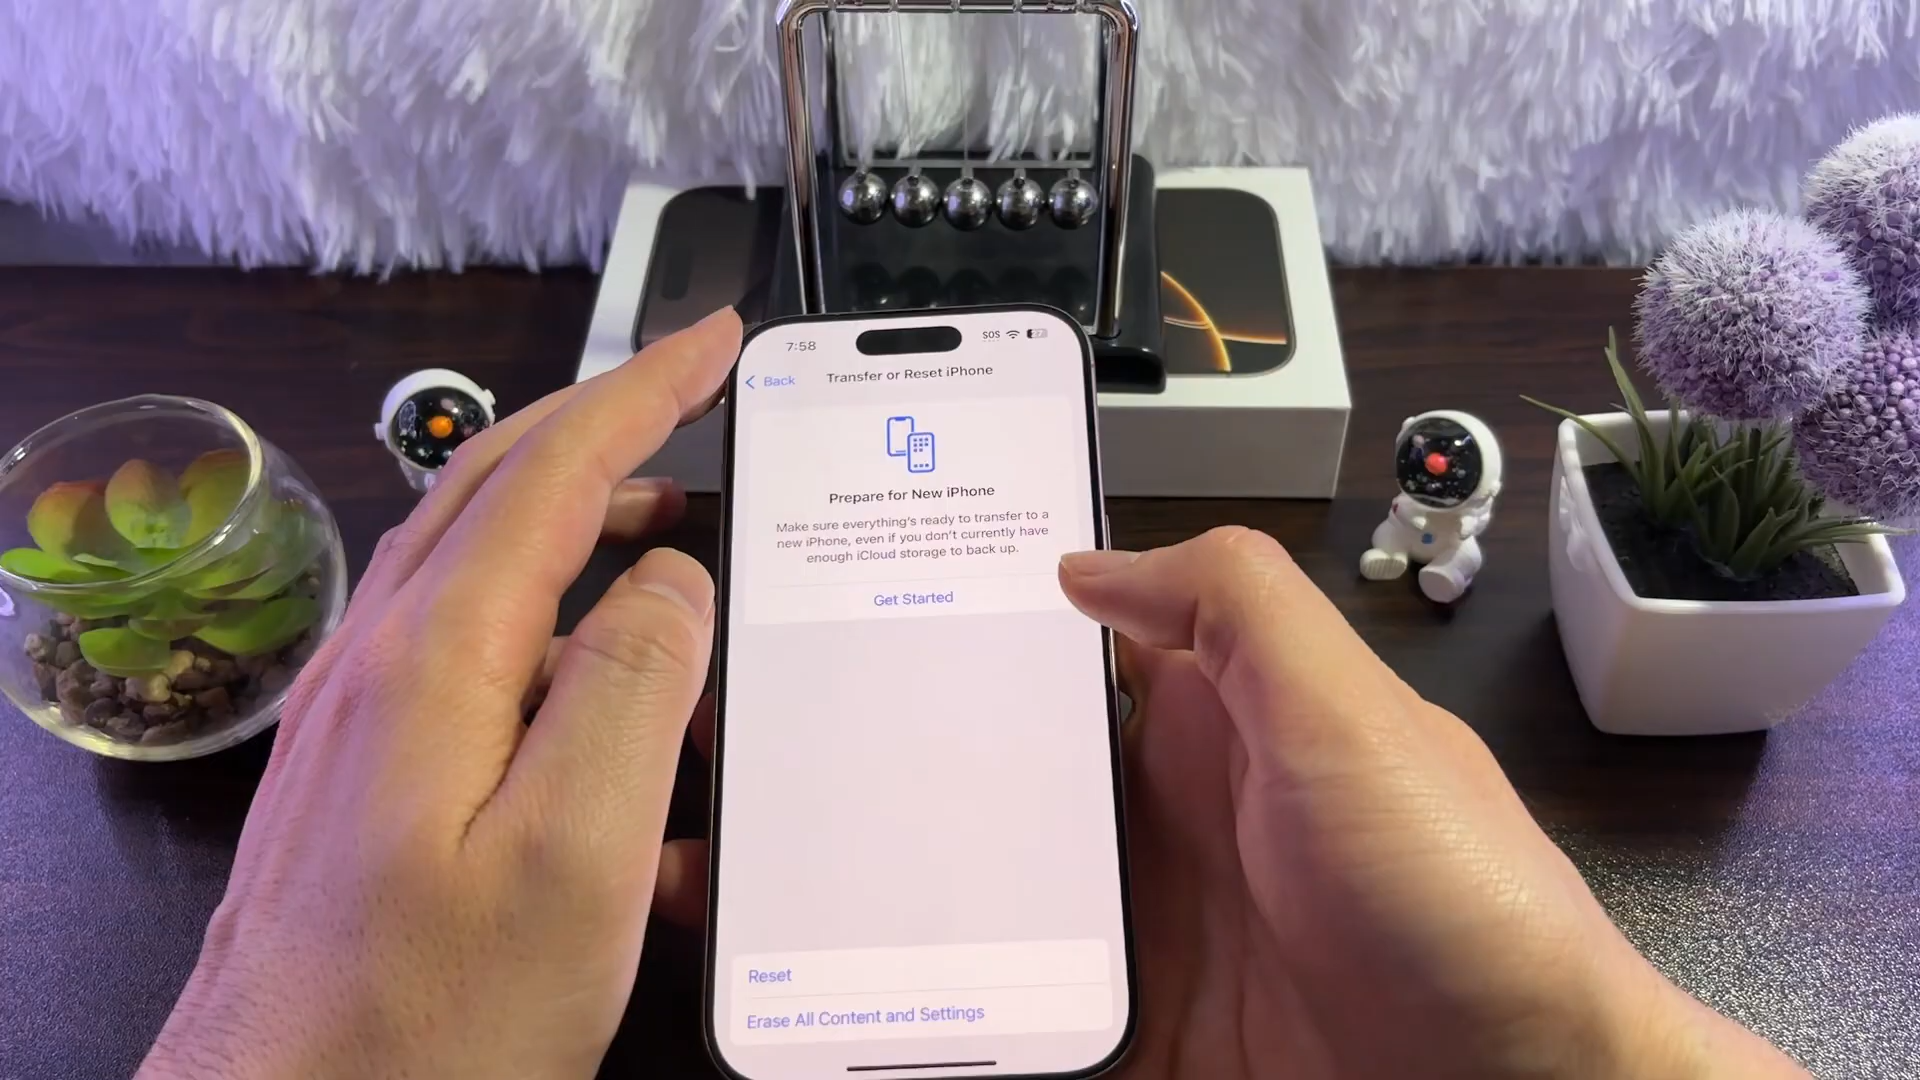 7:58
SOS
27
Back
Transfer or Reset iPhone
Prepare for New iPhone
Make sure everything's ready to transfer to a
new iPhone, even if you don't currently have
enough iCloud storage to back up.
Get Started
Reset
Erase All Content and Settings